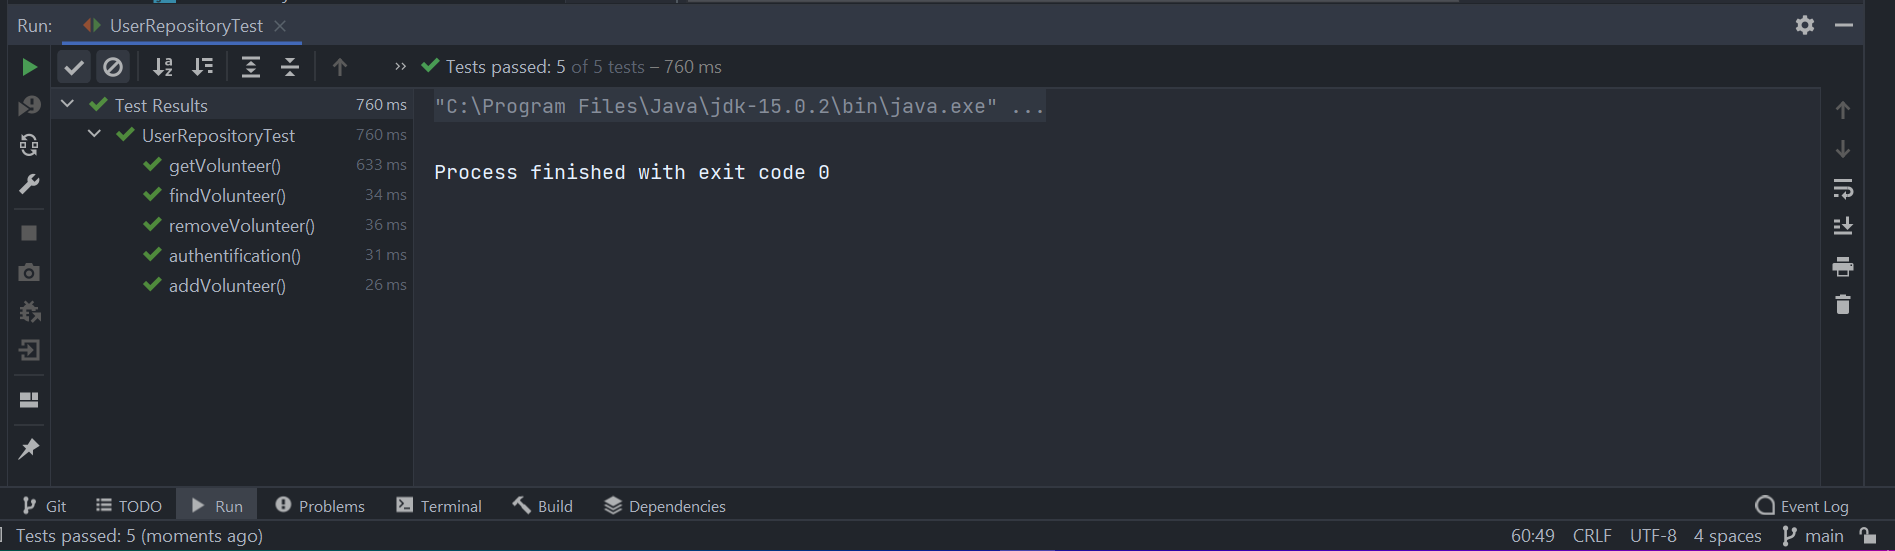 Run: UserRepositoryTest
Tests passed: 5 of 5 tests – 760 ms
Test Results 760 ms
UserRepositoryTest 760 ms
getVolunteer() 633 ms
findVolunteer() 34 ms
removeVolunteer() 36 ms
authentification() 31 ms
addVolunteer() 26 ms
"C:\Program Files\Java\jdk-15.0.2\bin\java.exe" ...
Process finished with exit code 0
Git TODO Run Problems Terminal Build Dependencies Event Log
Tests passed: 5 (moments ago) 60:49 CRLF UTF-8 4 spaces main